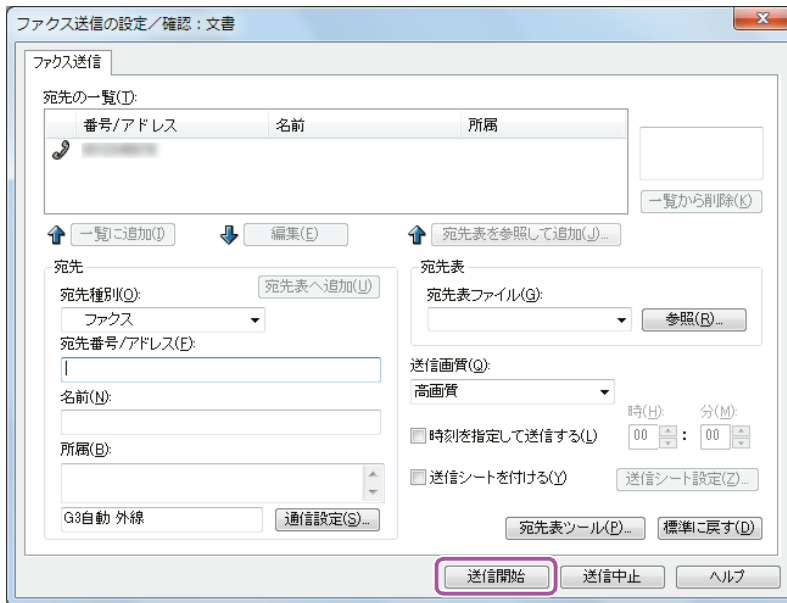 ファクス送信の設定／確認：文書
ファクス送信
宛先の一覧(T):
番号/アドレス 名前 所属
一覧から削除(K)
一覧に追加(I) 編集(E) 宛先表を参照して追加(J)...
宛先 宛先表へ追加(U)
宛先種別(O):
ファクス
宛先番号/アドレス(F):
名前(N):
所属(B):
G3自動 外線 通信設定(S)...
宛先表
宛先表ファイル(G):
参照(R)...
送信画質(Q):
高画質
時(H): 分(M):
時刻を指定して送信する(L) 00 : 00
送信シートを付ける(Y) 送信シート設定(Z)...
宛先表ツール(P)... 標準に戻す(D)
送信開始 送信中止 ヘルプ